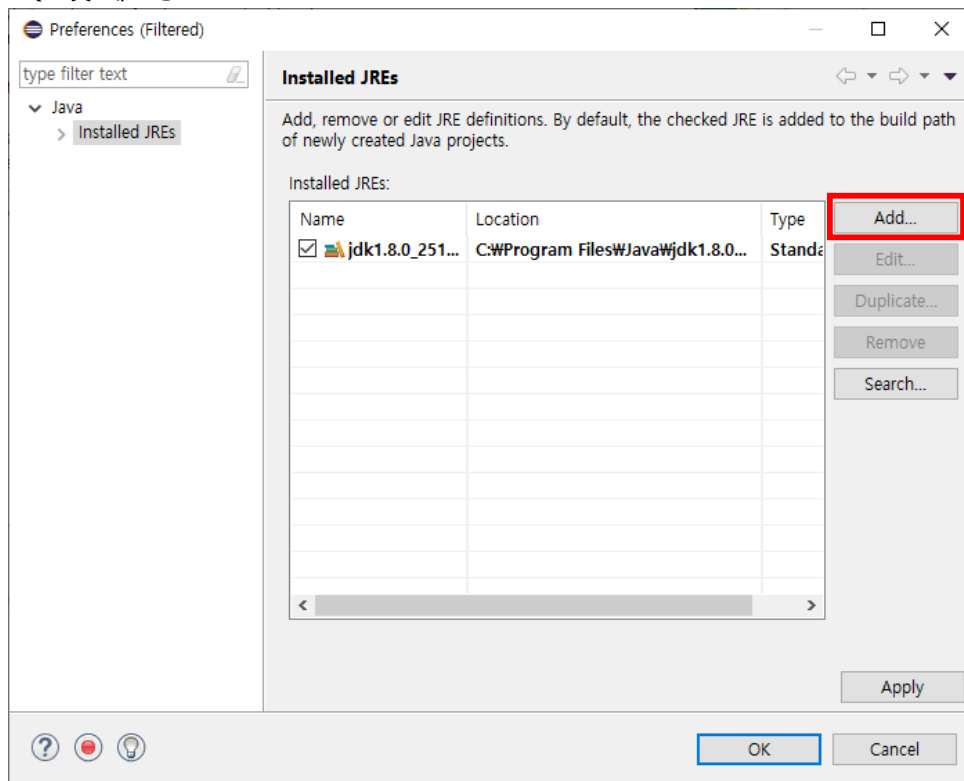 Preferences (Filtered)
type filter text
Java
Installed JREs
Installed JREs
Add, remove or edit JRE definitions. By default, the checked JRE is added to the build path
of newly created Java projects.
Installed JREs:
Name Location Type
jdk1.8.0_251... C:₩Program Files₩Java₩jdk1.8.0... Standa
Add...
Edit...
Duplicate...
Remove
Search...
Apply
OK Cancel